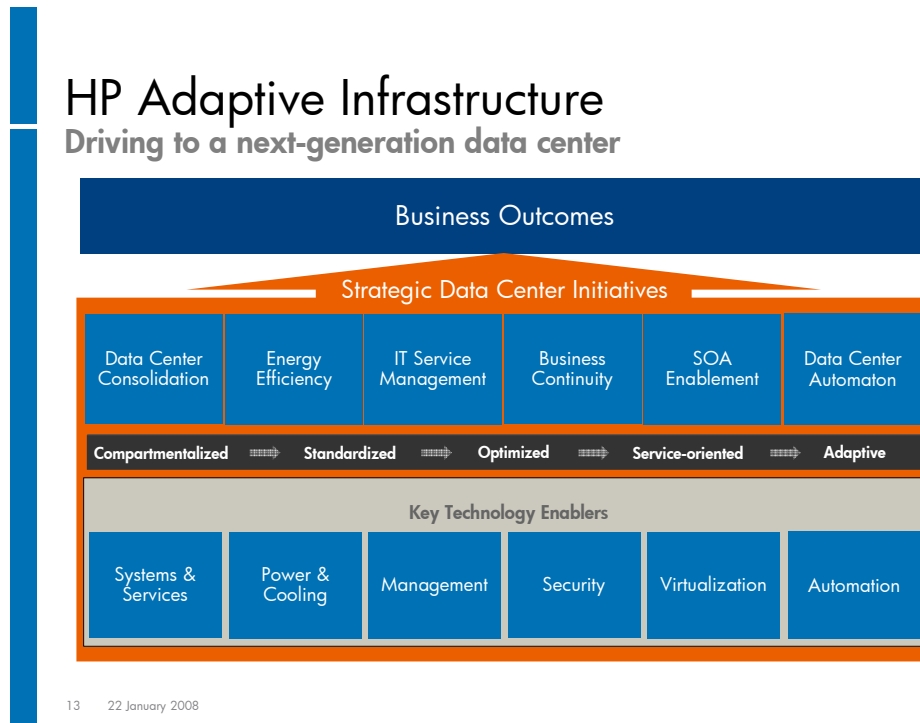 HP Adaptive Infrastructure
Driving to a next-generation data center
Business Outcomes
Strategic Data Center Initiatives
Data Center
Consolidation
Energy
Efficiency
IT Service
Management
Business
Continuity
SOA
Enablement
Data Center
Automaton
Compartmentalized Standardized Optimized Service-oriented Adaptive
Key Technology Enablers
Systems &
Services
Power &
Cooling
Management
Security
Virtualization
Automation
13 22 January 2008